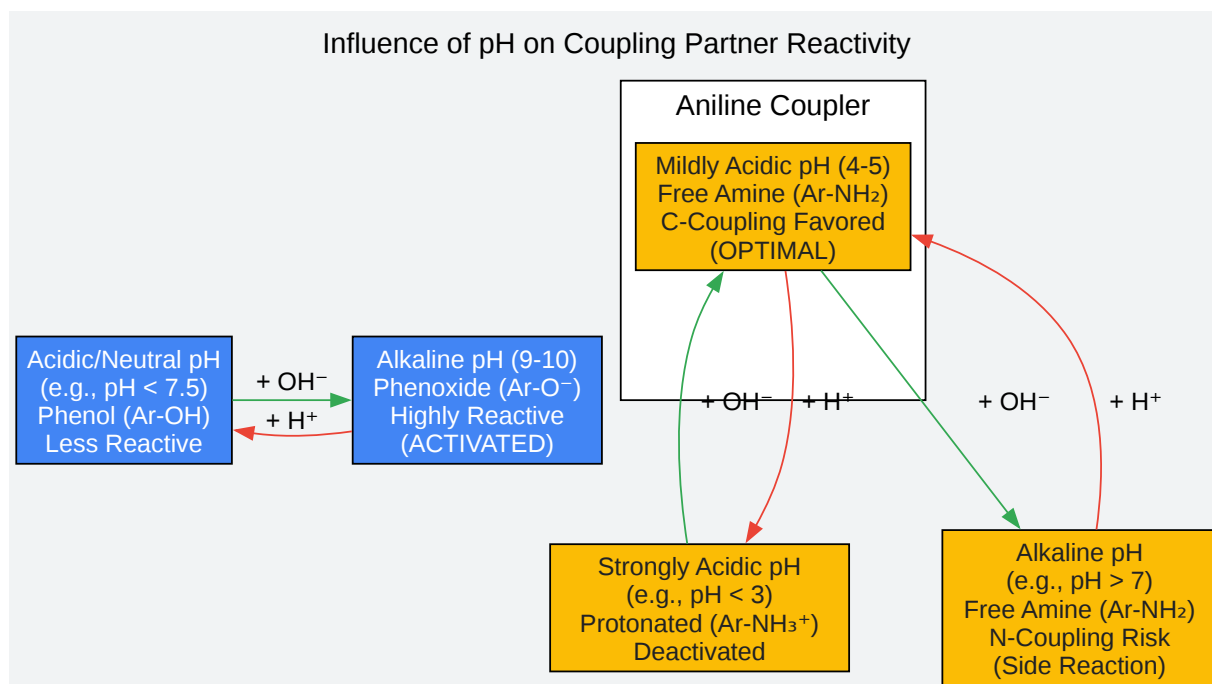 Influence of pH on Coupling Partner Reactivity
Aniline Coupler
Mildly Acidic pH (4-5)
Free Amine (Ar-NH₂)
C-Coupling Favored
(OPTIMAL)
Acidic/Neutral pH
(e.g., pH < 7.5)
Phenol (Ar-OH)
Less Reactive
+ OH⁻
+ H⁺
Alkaline pH (9-10)
Phenoxide (Ar-O⁻)
Highly Reactive
(ACTIVATED)
+ OH⁻
+ H⁺
+ OH⁻
+ H⁺
Strongly Acidic pH
(e.g., pH < 3)
Protonated (Ar-NH₃⁺)
Deactivated
Alkaline pH
(e.g., pH > 7)
Free Amine (Ar-NH₂)
N-Coupling Risk
(Side Reaction)